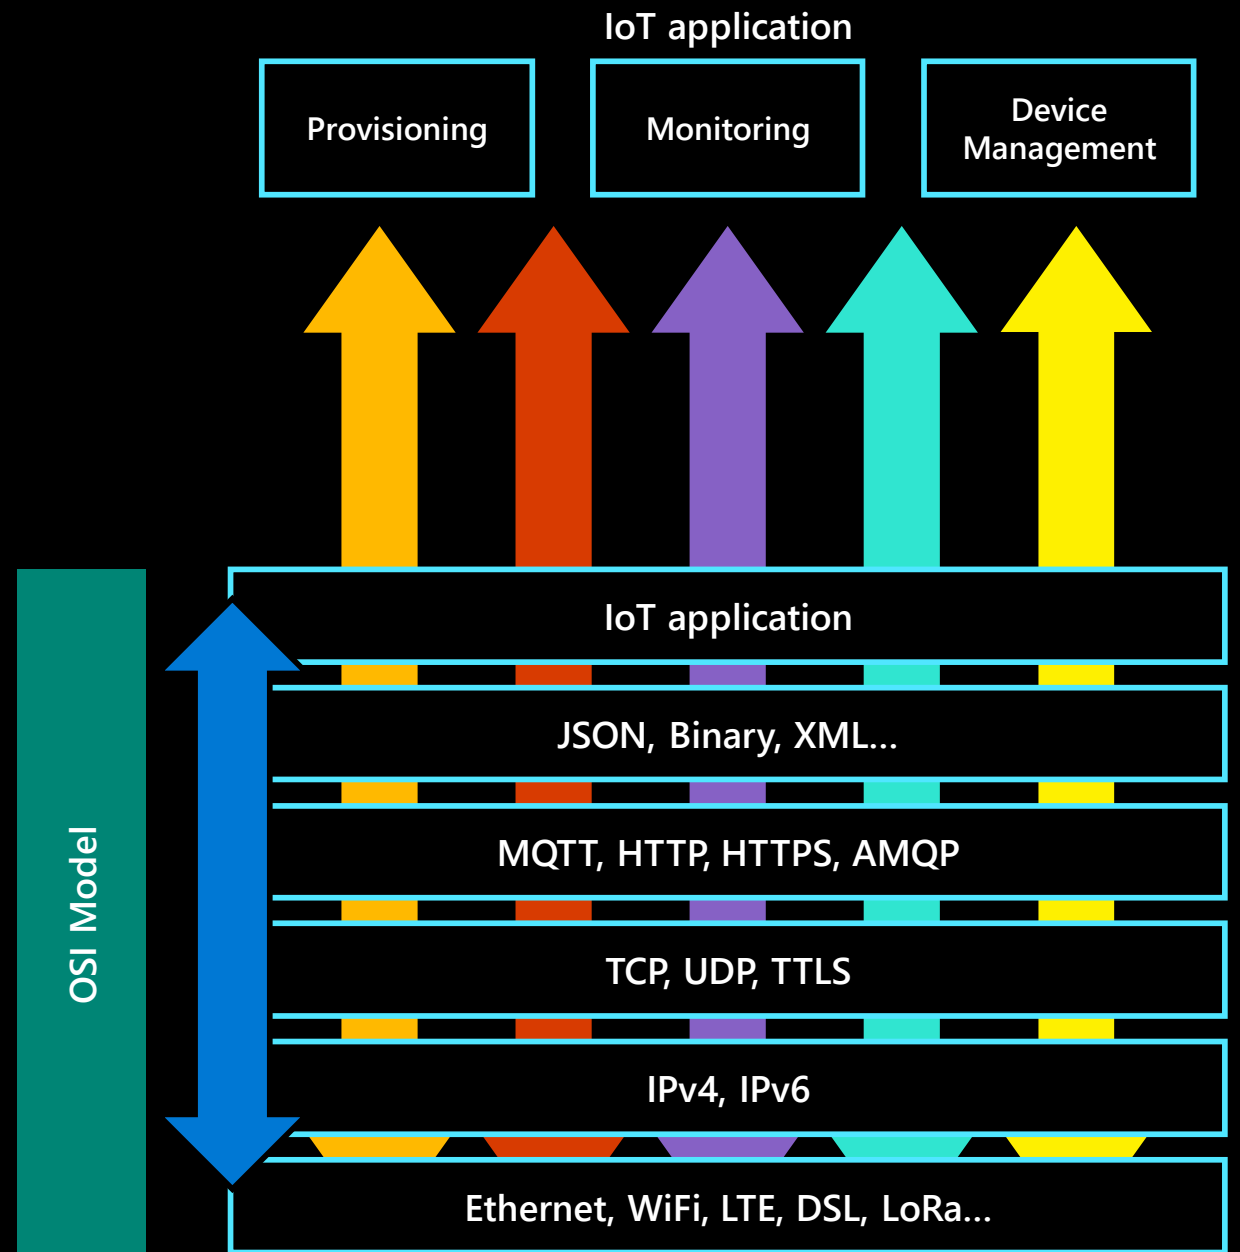 IoT application
Provisioning
Monitoring
Device
Management
IoT application
JSON, Binary, XML...
MQTT, HTTP, HTTPS, AMQP
TCP, UDP, TTLS
IPv4, IPv6
Ethernet, WiFi, LTE, DSL, LoRa...
OSI Model